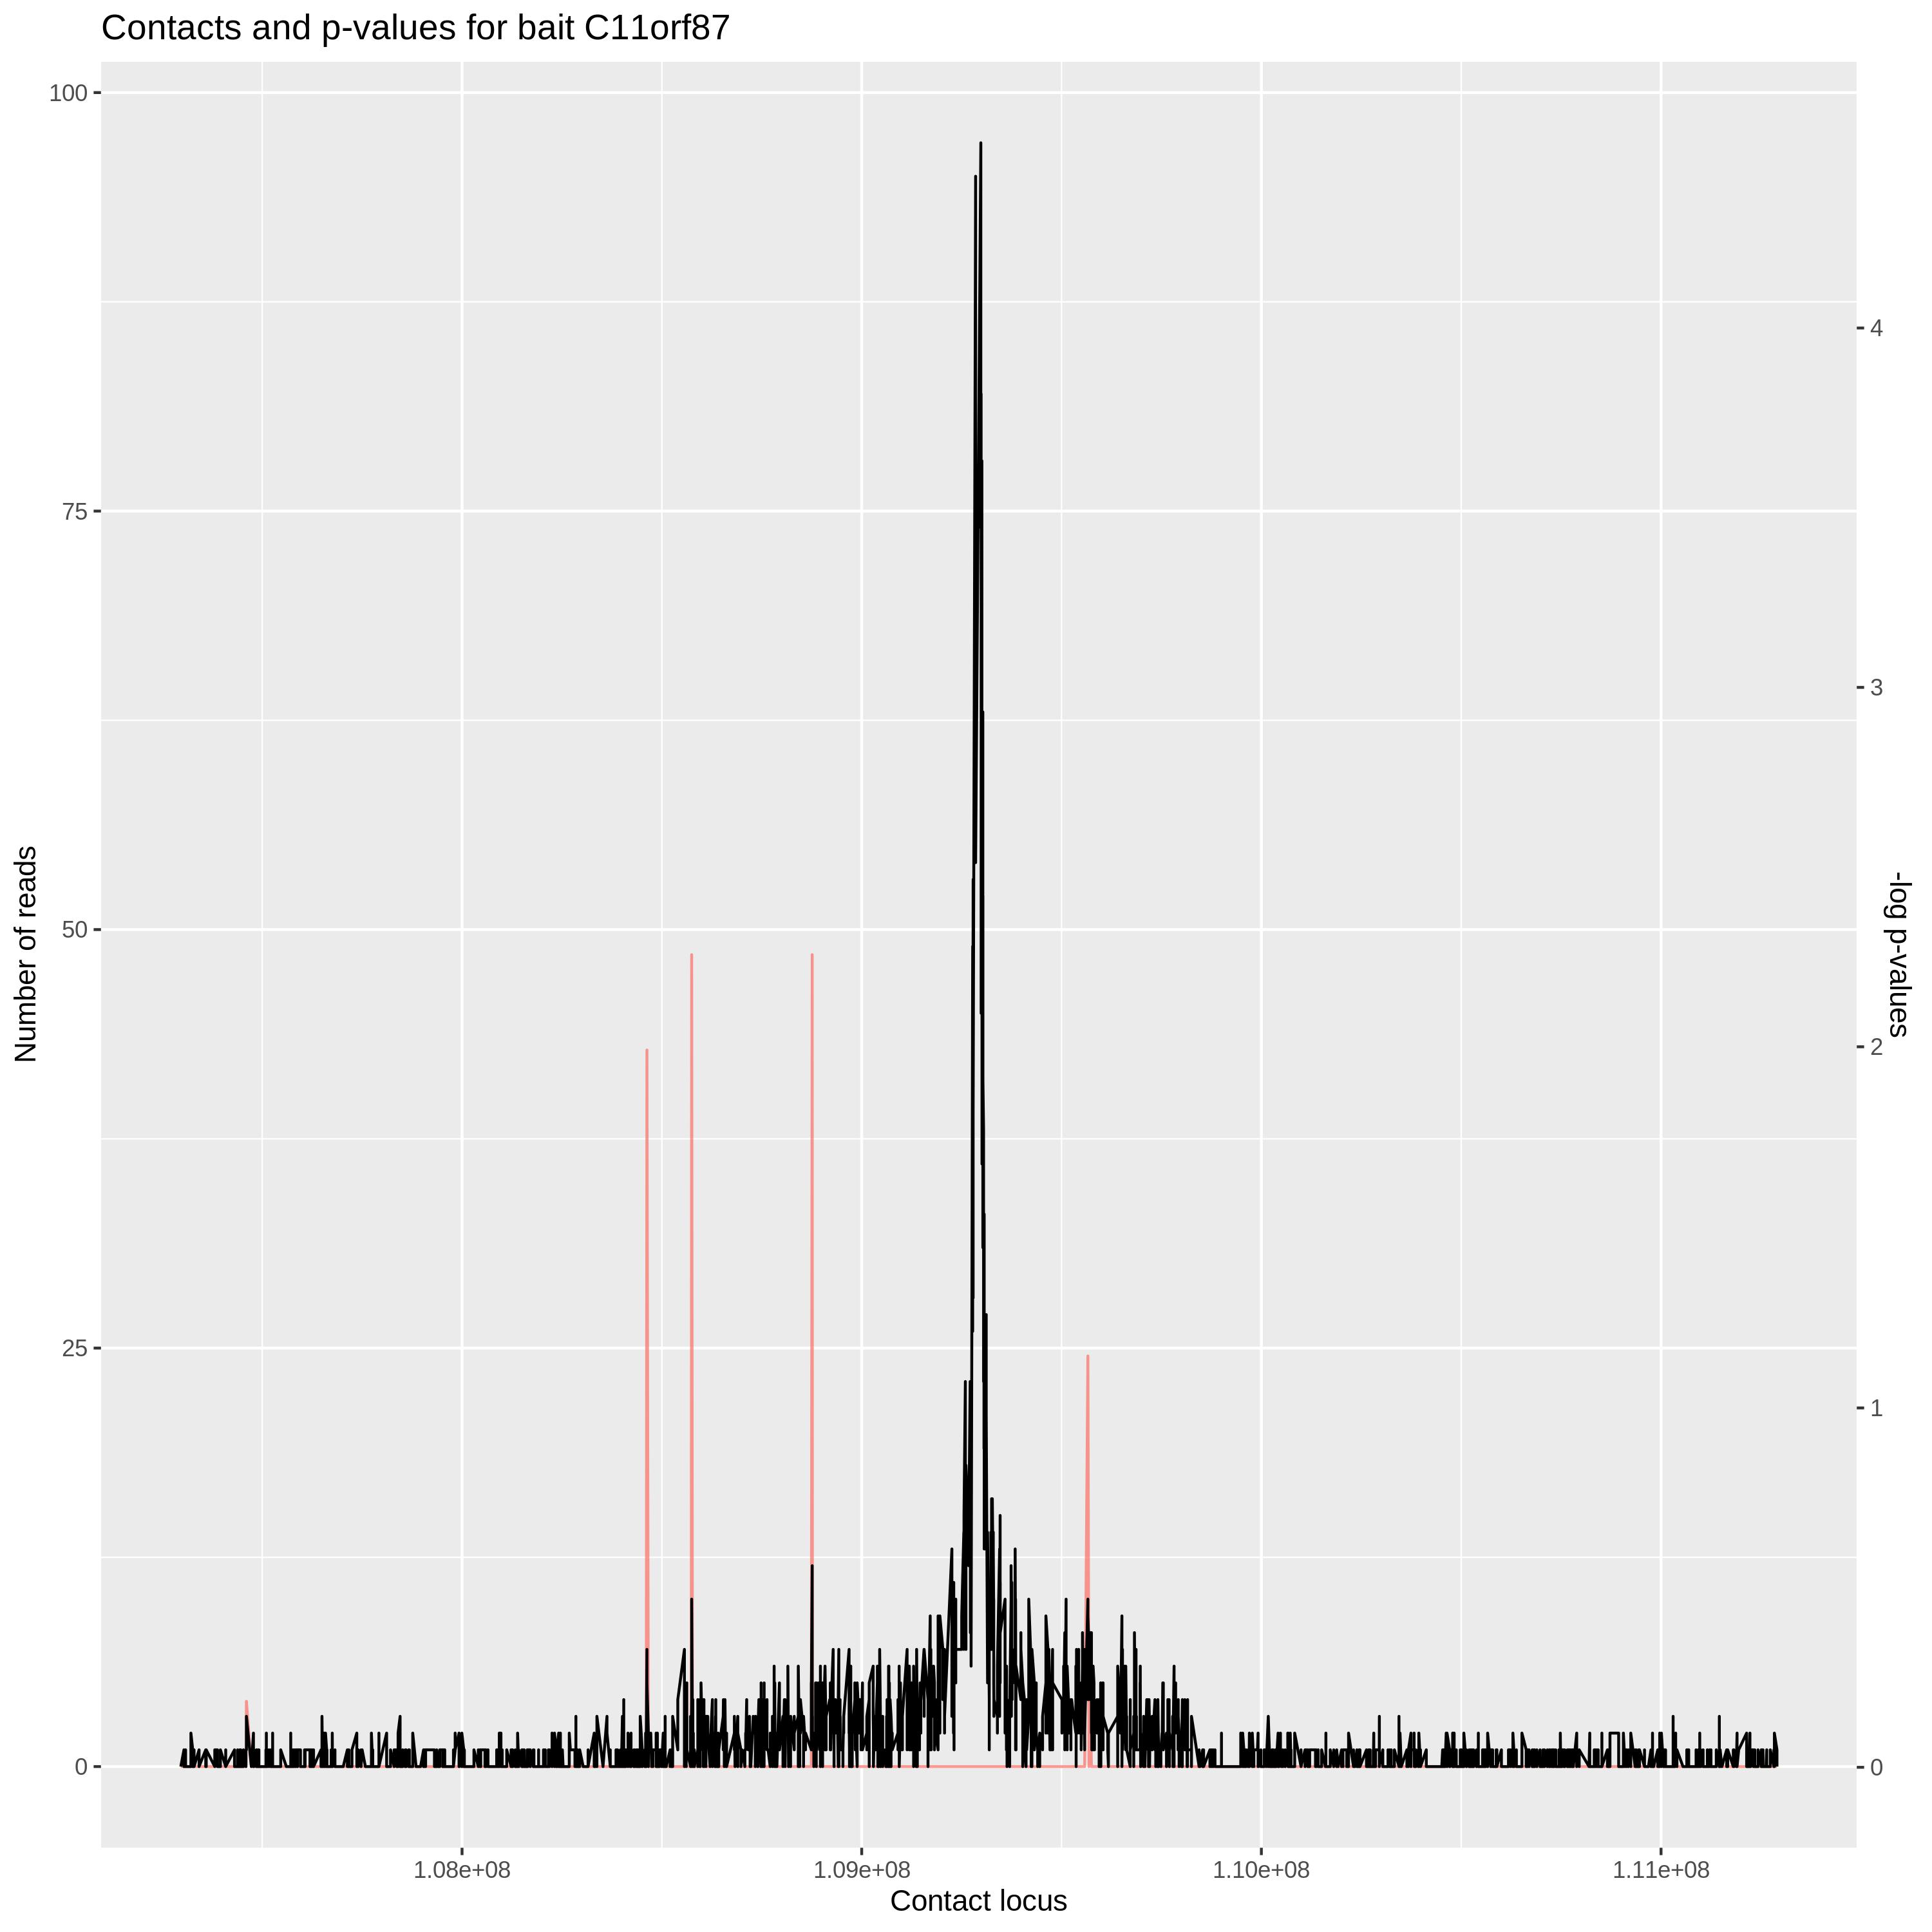 Contacts and p-values for bait C11orf87
100
75
50
25
0
Number of reads
4
3
2
1
0
-log p-values
1.08e+08
1.09e+08
1.10e+08
1.11e+08
Contact locus